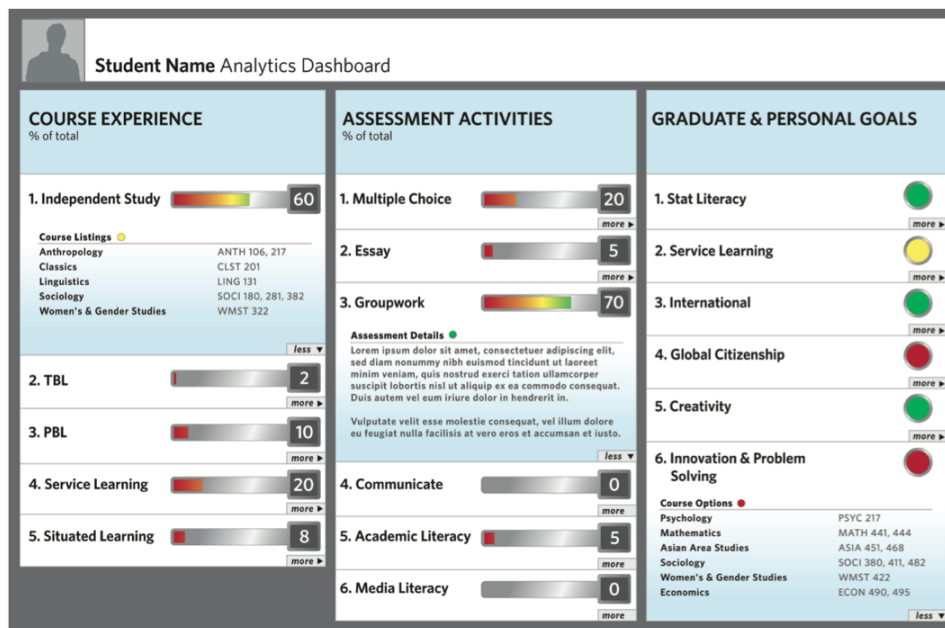 Student Name Analytics Dashboard
COURSE EXPERIENCE
% of total
1. Independent Study 60
Course Listings
Anthropology ANTH 106, 217
Classics CLST 201
Linguistics LING 131
Sociology SOCI 180, 281, 382
Women's & Gender Studies WMST 322
less
2. TBL 2
more
3. PBL 10
more
4. Service Learning 20
more
5. Situated Learning 8
more
ASSESSMENT ACTIVITIES
% of total
1. Multiple Choice 20
more
2. Essay 5
more
3. Groupwork 70
Assessment Details
Lorem ipsum dolor sit amet, consectetuer adipiscing elit,
sed diam nonummy nibh euismod tincidunt ut laoreet
minim veniam, quis nostrud exerci tation ullamcorper
suscipit lobortis nisl ut aliquip ex ea commodo consequat.
Duis autem vel eum iriure dolor in hendrerit in.
Vulputate velit esse molestie consequat, vel illum dolore
eu feugiat nulla facilisis at vero eros et accumsan et iusto.
less
4. Communicate 0
more
5. Academic Literacy 5
more
6. Media Literacy 0
more
GRADUATE & PERSONAL GOALS
1. Stat Literacy
more
2. Service Learning
more
3. International
more
4. Global Citizenship
more
5. Creativity
more
6. Innovation & Problem
Solving
Course Options
Psychology PSYC 217
Mathematics MATH 441, 444
Asian Area Studies ASIA 451, 468
Sociology SOCI 380, 411, 482
Women's & Gender Studies WMST 422
Economics ECON 490, 495
less